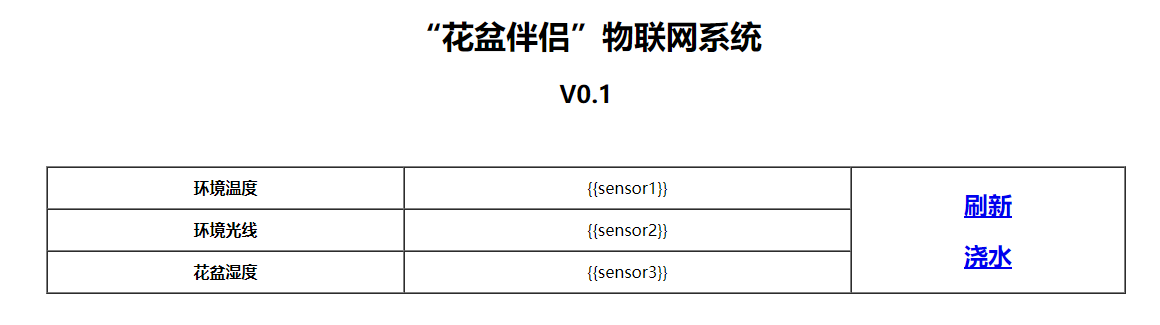 “花盆伴侣”物联网系统
V0.1
环境温度 {{sensor1}}
环境光线 {{sensor2}}
花盆湿度 {{sensor3}}
刷新
浇水